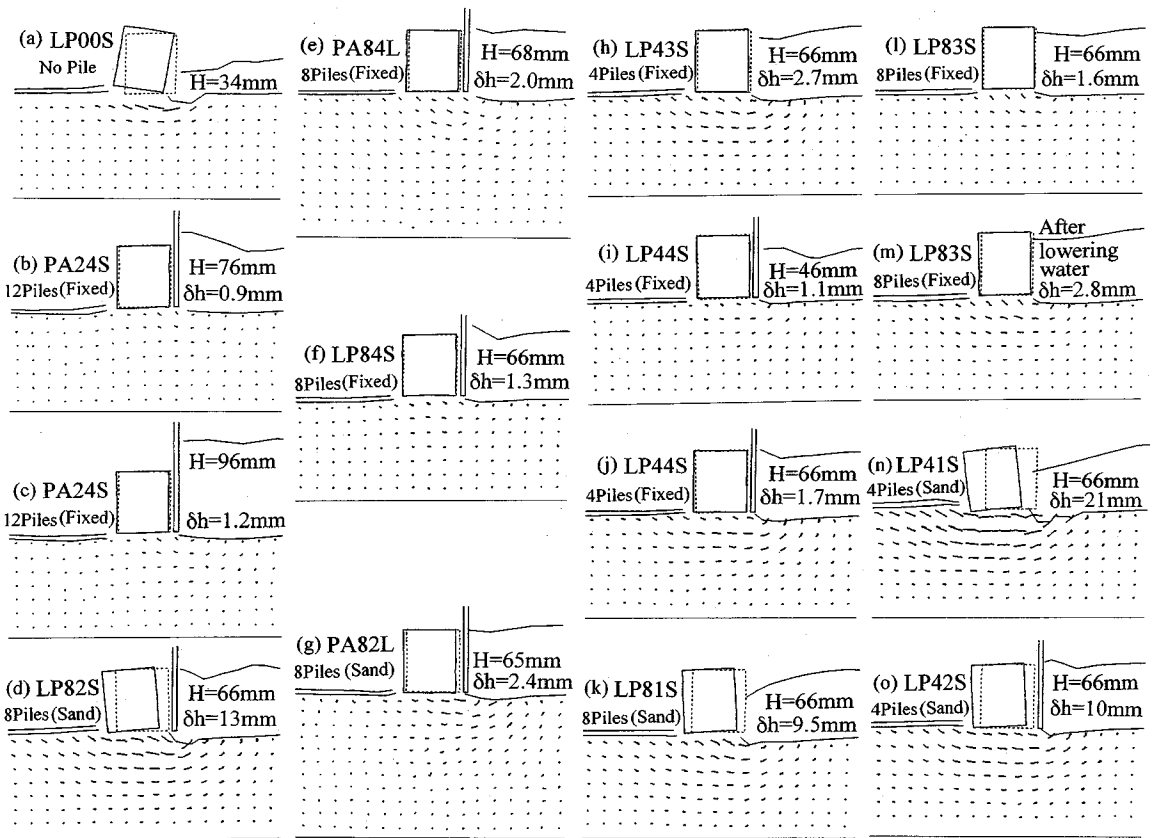 (a) LP00S
No Pile
H=34mm
(b) PA24S
12Piles(Fixed)
H=76mm
δh=0.9mm
(c) PA24S
12Piles(Fixed)
H=96mm
δh=1.2mm
(d) LP82S
8Piles(Sand)
H=66mm
δh=13mm
(e) PA84L
8Piles(Fixed)
H=68mm
δh=2.0mm
(f) LP84S
8Piles(Fixed)
H=66mm
δh=1.3mm
(g) PA82L
8Piles(Sand)
H=65mm
δh=2.4mm
(h) LP43S
4Piles(Fixed)
H=66mm
δh=2.7mm
(i) LP44S
4Piles(Fixed)
H=46mm
δh=1.1mm
(j) LP44S
4Piles(Fixed)
H=66mm
δh=1.7mm
(k) LP81S
8Piles(Sand)
H=66mm
δh=9.5mm
(l) LP83S
8Piles(Fixed)
H=66mm
δh=1.6mm
(m) LP83S
8Piles(Fixed)
After
lowering
water
δh=2.8mm
(n) LP41S
4Piles(Sand)
H=66mm
δh=21mm
(o) LP42S
4Piles(Sand)
H=66mm
δh=10mm